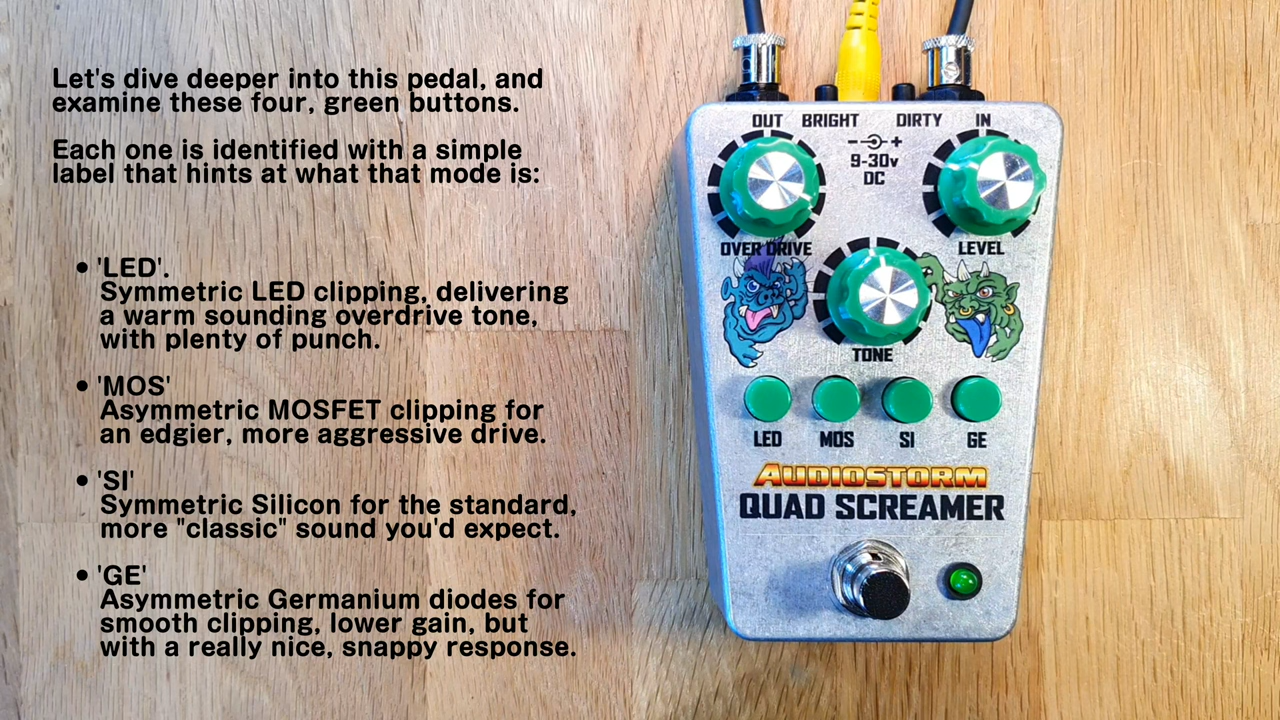 Let's dive deeper into this pedal, and
examine these four, green buttons.
Each one is identified with a simple
label that hints at what that mode is:
• 'LED'.
Symmetric LED clipping, delivering
a warm sounding overdrive tone,
with plenty of punch.
• 'MOS'
Asymmetric MOSFET clipping for
an edgier, more aggressive drive.
• 'SI'
Symmetric Silicon for the standard,
more "classic" sound you'd expect.
• 'GE'
Asymmetric Germanium diodes for
smooth clipping, lower gain, but
with a really nice, snappy response.
OUT BRIGHT DIRTY IN
- +
9-30v
DC
OVER DRIVE LEVEL
TONE
LED MOS SI GE
AUDIOSTORM
QUAD SCREAMER